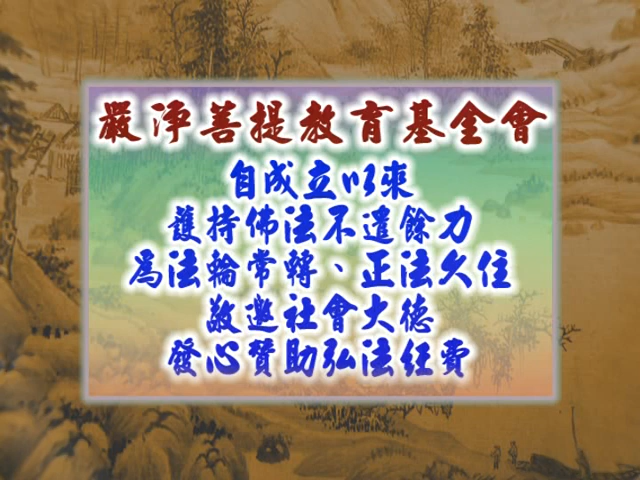 嚴淨菩提教育基金會
自成立以來
護持佛法不遺餘力
為法輪常轉、正法久住
敬邀社會大德
發心贊助弘法經費